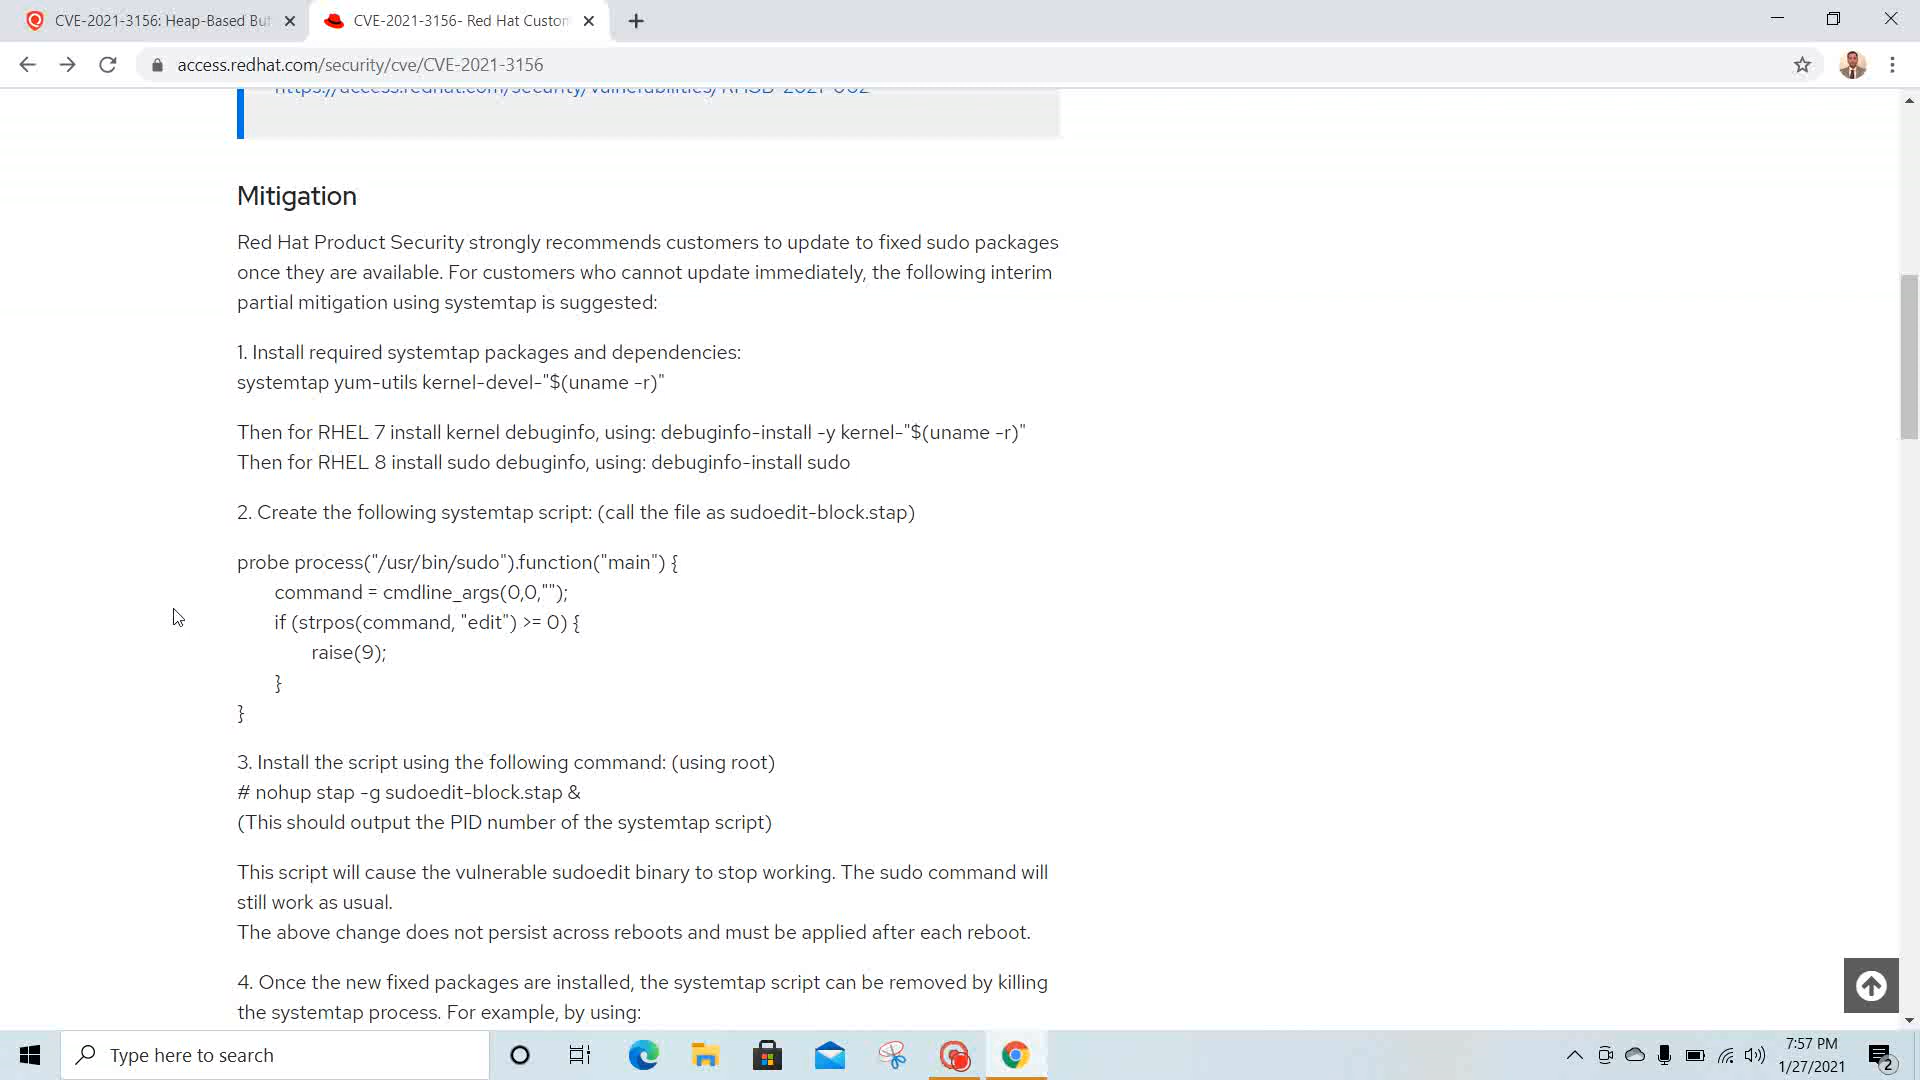 CVE-2021-3156: Heap-Based Buf
CVE-2021-3156- Red Hat Custom
access.redhat.com/security/cve/CVE-2021-3156
https://access.redhat.com/security/vulnerabilities/RHSB-2021-002
Mitigation
Red Hat Product Security strongly recommends customers to update to fixed sudo packages
once they are available. For customers who cannot update immediately, the following interim
partial mitigation using systemtap is suggested:
1. Install required systemtap packages and dependencies:
systemtap yum-utils kernel-devel-"$(uname -r)"
Then for RHEL 7 install kernel debuginfo, using: debuginfo-install -y kernel-"$(uname -r)"
Then for RHEL 8 install sudo debuginfo, using: debuginfo-install sudo
2. Create the following systemtap script: (call the file as sudoedit-block.stap)
probe process("/usr/bin/sudo").function("main") {
command = cmdline_args(0,0,"");
if (strpos(command, "edit") >= 0) {
raise(9);
}
}
3. Install the script using the following command: (using root)
# nohup stap -g sudoedit-block.stap &
(This should output the PID number of the systemtap script)
This script will cause the vulnerable sudoedit binary to stop working. The sudo command will
still work as usual.
The above change does not persist across reboots and must be applied after each reboot.
4. Once the new fixed packages are installed, the systemtap script can be removed by killing
the systemtap process. For example, by using:
Type here to search
7:57 PM
1/27/2021
2